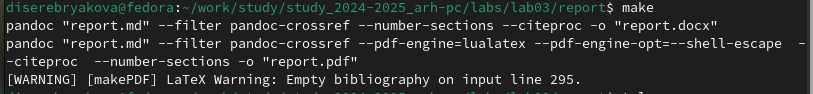 diserebryakova@fedora:~/work/study/study_2024-2025_arh-pc/labs/lab03/report$ make
pandoc "report.md" --filter pandoc-crossref --number-sections --citeproc -o "report.docx"
pandoc "report.md" --filter pandoc-crossref --pdf-engine=lualatex --pdf-engine-opt=--shell-escape -
-citeproc --number-sections -o "report.pdf"
[WARNING] [makePDF] LaTeX Warning: Empty bibliography on input line 295.